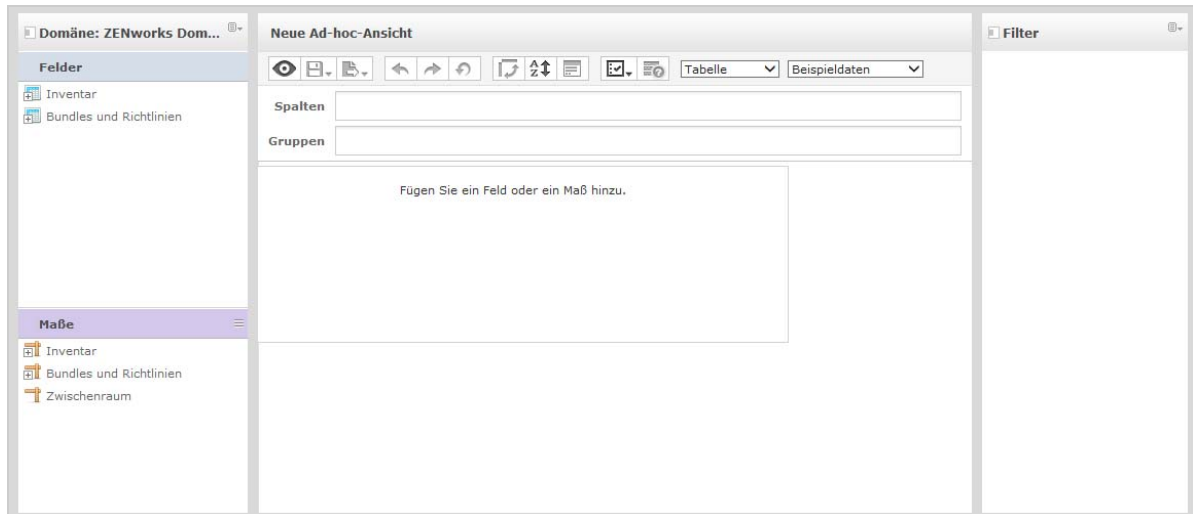 Domäne: ZENworks Dom...
Felder
Inventar
Bundles und Richtlinien
Maße
Inventar
Bundles und Richtlinien
Zwischenraum
Neue Ad-hoc-Ansicht
Tabelle Beispieldaten
Spalten
Gruppen
Fügen Sie ein Feld oder ein Maß hinzu.
Filter